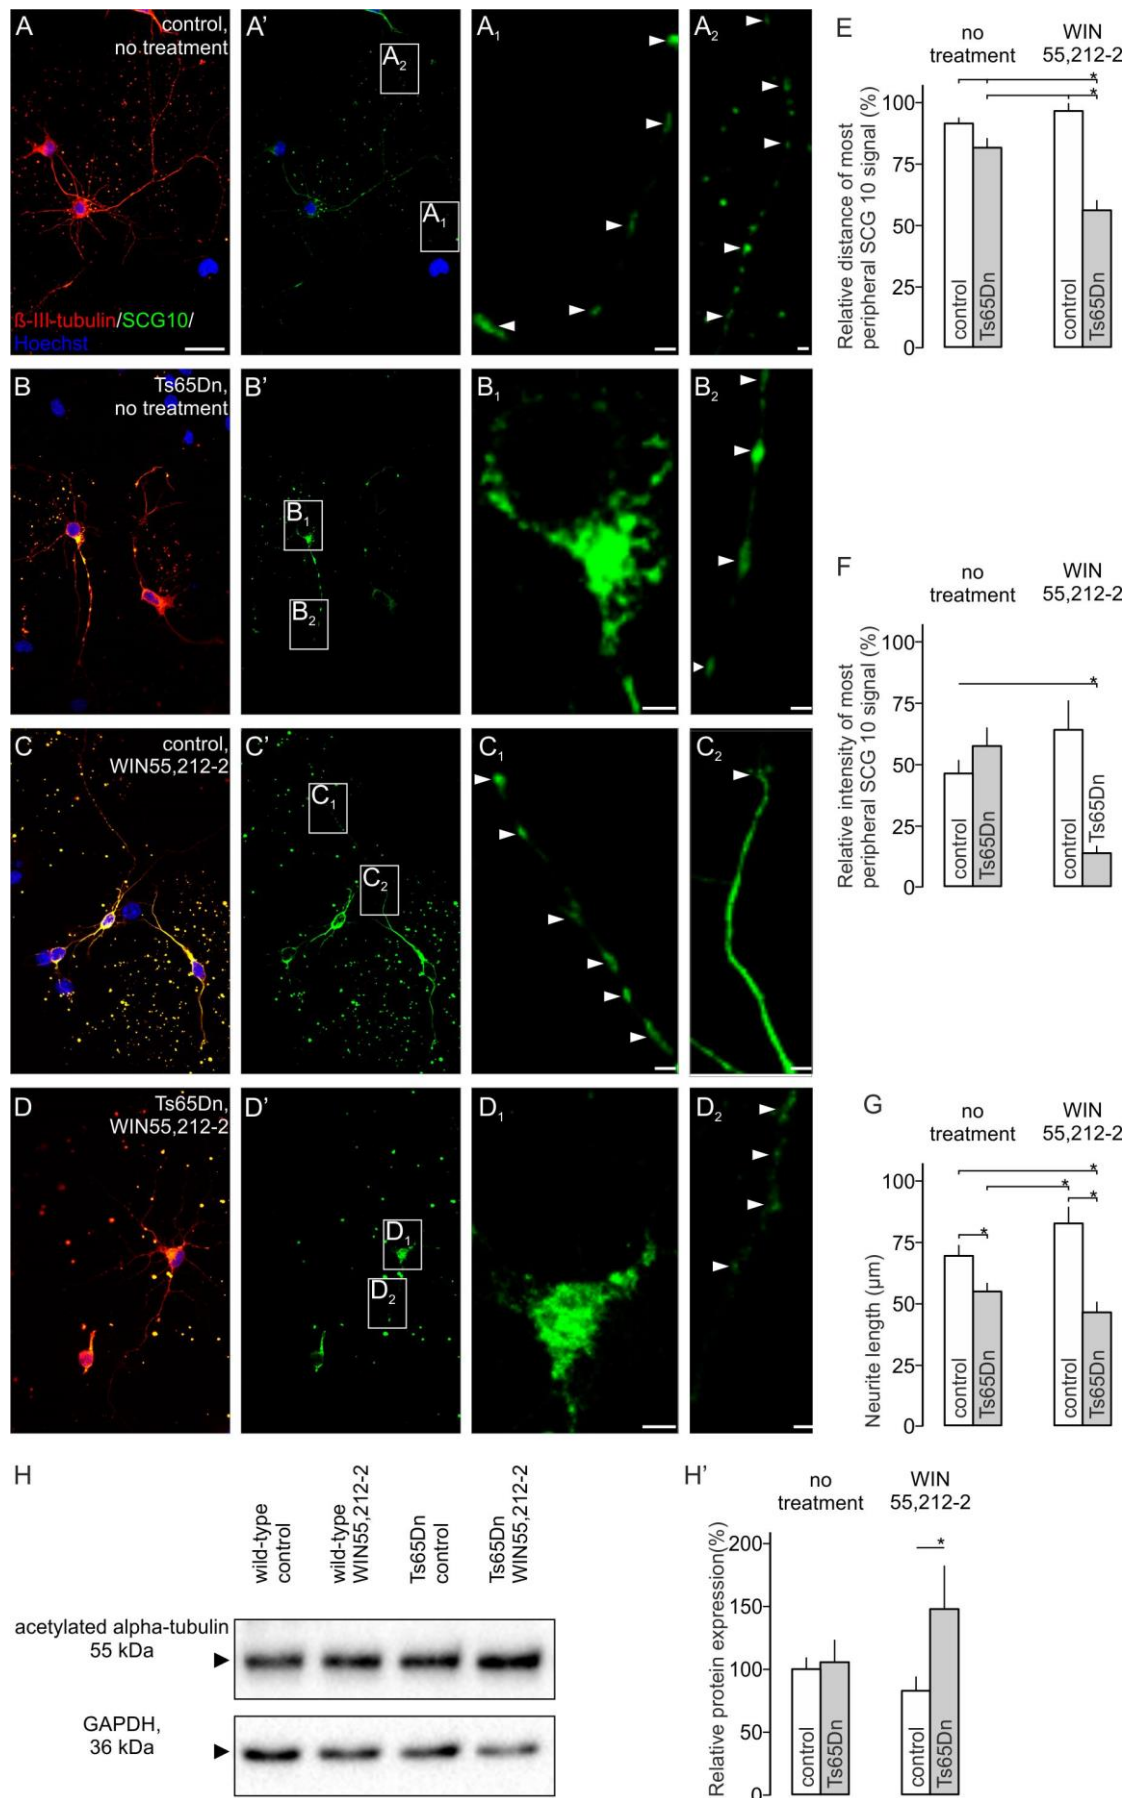 A
control,
no treatment
ß-III-tubulin/SCG10/
Hoechst
A'
A₂
A₁
A₁
A₂
B
Ts65Dn,
no treatment
B'
B₁
B₂
B₁
B₂
C
control,
WIN55,212-2
C'
C₁
C₂
C₁
C₂
D
Ts65Dn,
WIN55,212-2
D'
D₁
D₂
D₁
D₂
E
no
treatment
WIN
55,212-2
Relative distance of most
peripheral SCG 10 signal (%)
100
75
50
25
0
*
*
control
Ts65Dn
control
Ts65Dn
F
no
treatment
WIN
55,212-2
Relative intensity of most
peripheral SCG 10 signal (%)
100
75
50
25
0
*
control
Ts65Dn
control
Ts65Dn
G
no
treatment
WIN
55,212-2
Neurite length (µm)
100
75
50
25
0
*
*
*
*
control
Ts65Dn
control
Ts65Dn
H
wild-type
control
wild-type
WIN55,212-2
Ts65Dn
control
Ts65Dn
WIN55,212-2
acetylated alpha-tubulin
55 kDa
GAPDH,
36 kDa
H'
no
treatment
WIN
55,212-2
Relative protein expression(%)
200
150
100
50
0
*
control
Ts65Dn
control
Ts65Dn